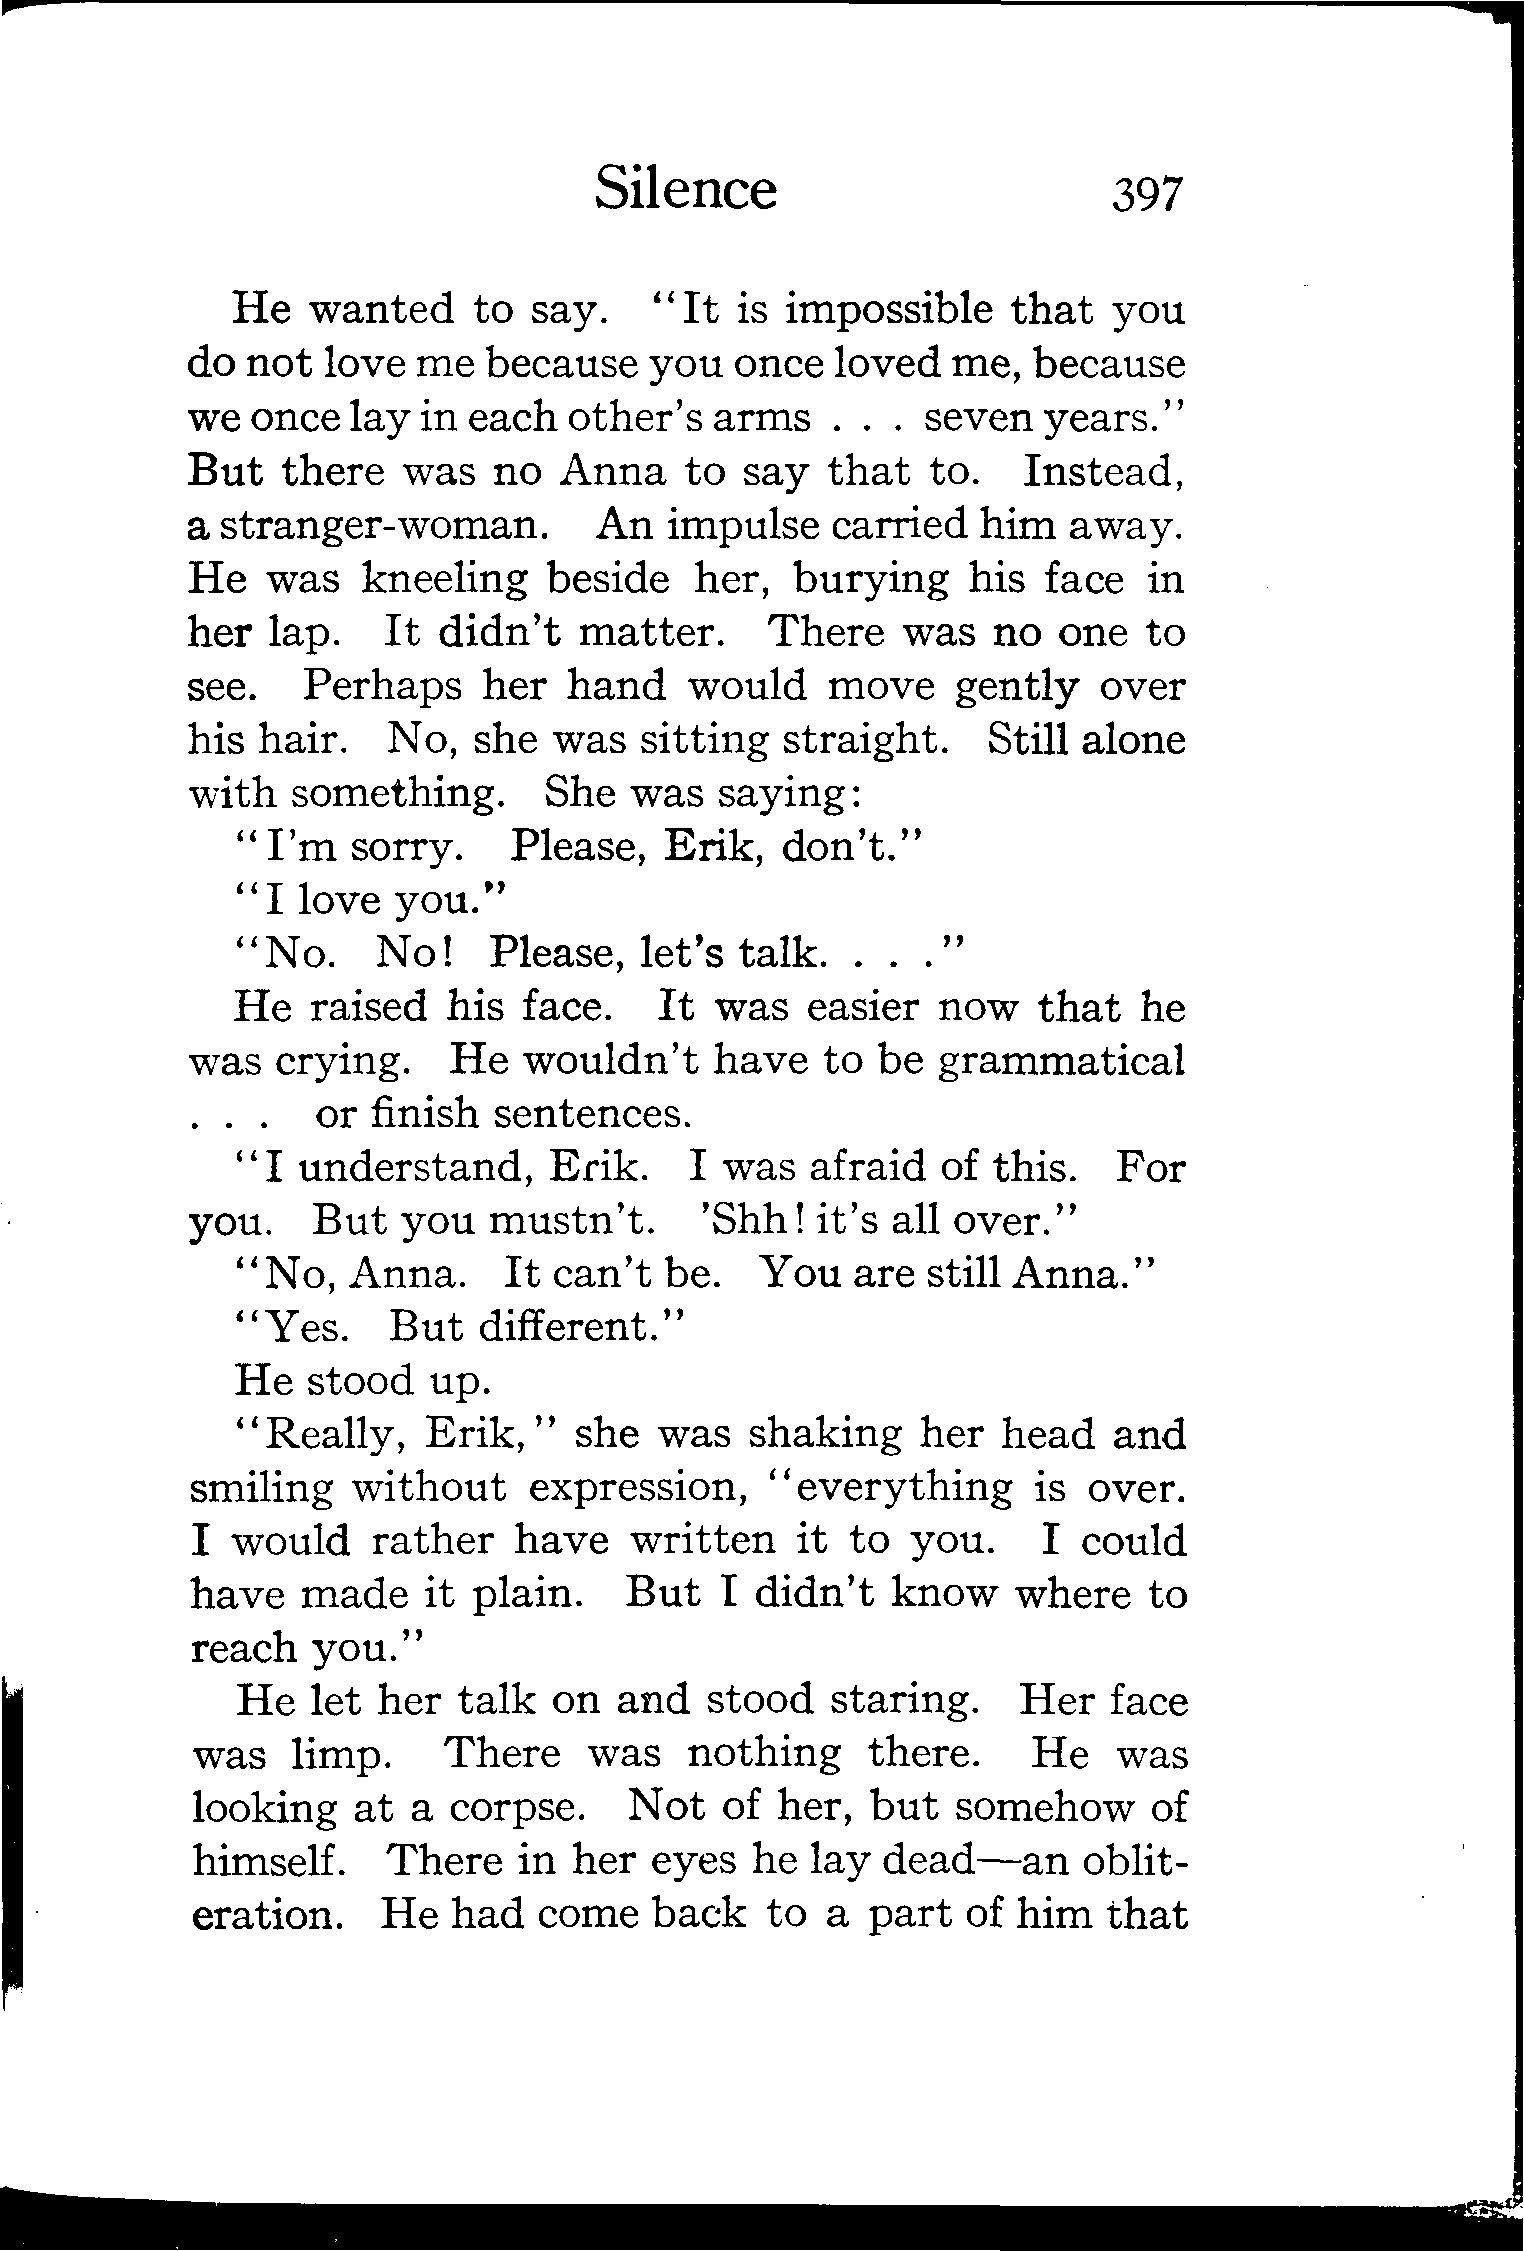 Silence 397
He wanted to say. "It is impossible that you
do not love me because you once loved me, because
we once lay in each other's arms . . . seven years."
But there was no Anna to say that to. Instead,
a stranger-woman. An impulse carried him away.
He was kneeling beside her, burying his face in
her lap. It didn't matter. There was no one to
see. Perhaps her hand would move gently over
his hair. No, she was sitting straight. Still alone
with something. She was saying:
"I'm sorry. Please, Erik, don't."
"I love you."
"No. No! Please, let's talk. . . ."
He raised his face. It was easier now that he
was crying. He wouldn't have to be grammatical
. . . or finish sentences.
"I understand, Erik. I was afraid of this. For
you. But you mustn't. 'Shh! it's all over."
"No, Anna. It can't be. You are still Anna."
"Yes. But different."
He stood up.
"Really, Erik," she was shaking her head and
smiling without expression, "everything is over.
I would rather have written it to you. I could
have made it plain. But I didn't know where to
reach you."
He let her talk on and stood staring. Her face
was limp. There was nothing there. He was
looking at a corpse. Not of her, but somehow of
himself. There in her eyes he lay dead—an oblit-
eration. He had come back to a part of him that